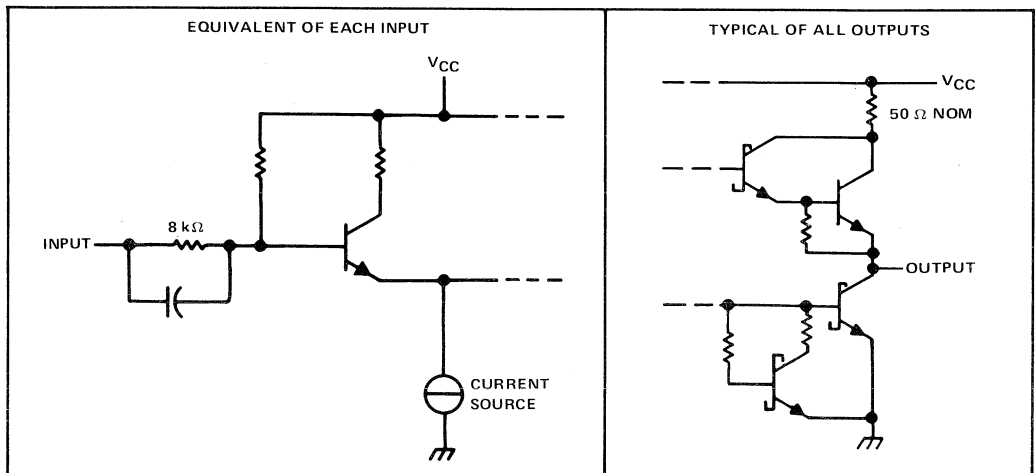 EQUIVALENT OF EACH INPUT
VCC
8 kΩ
INPUT
CURRENT
SOURCE
TYPICAL OF ALL OUTPUTS
VCC
50 Ω NOM
OUTPUT